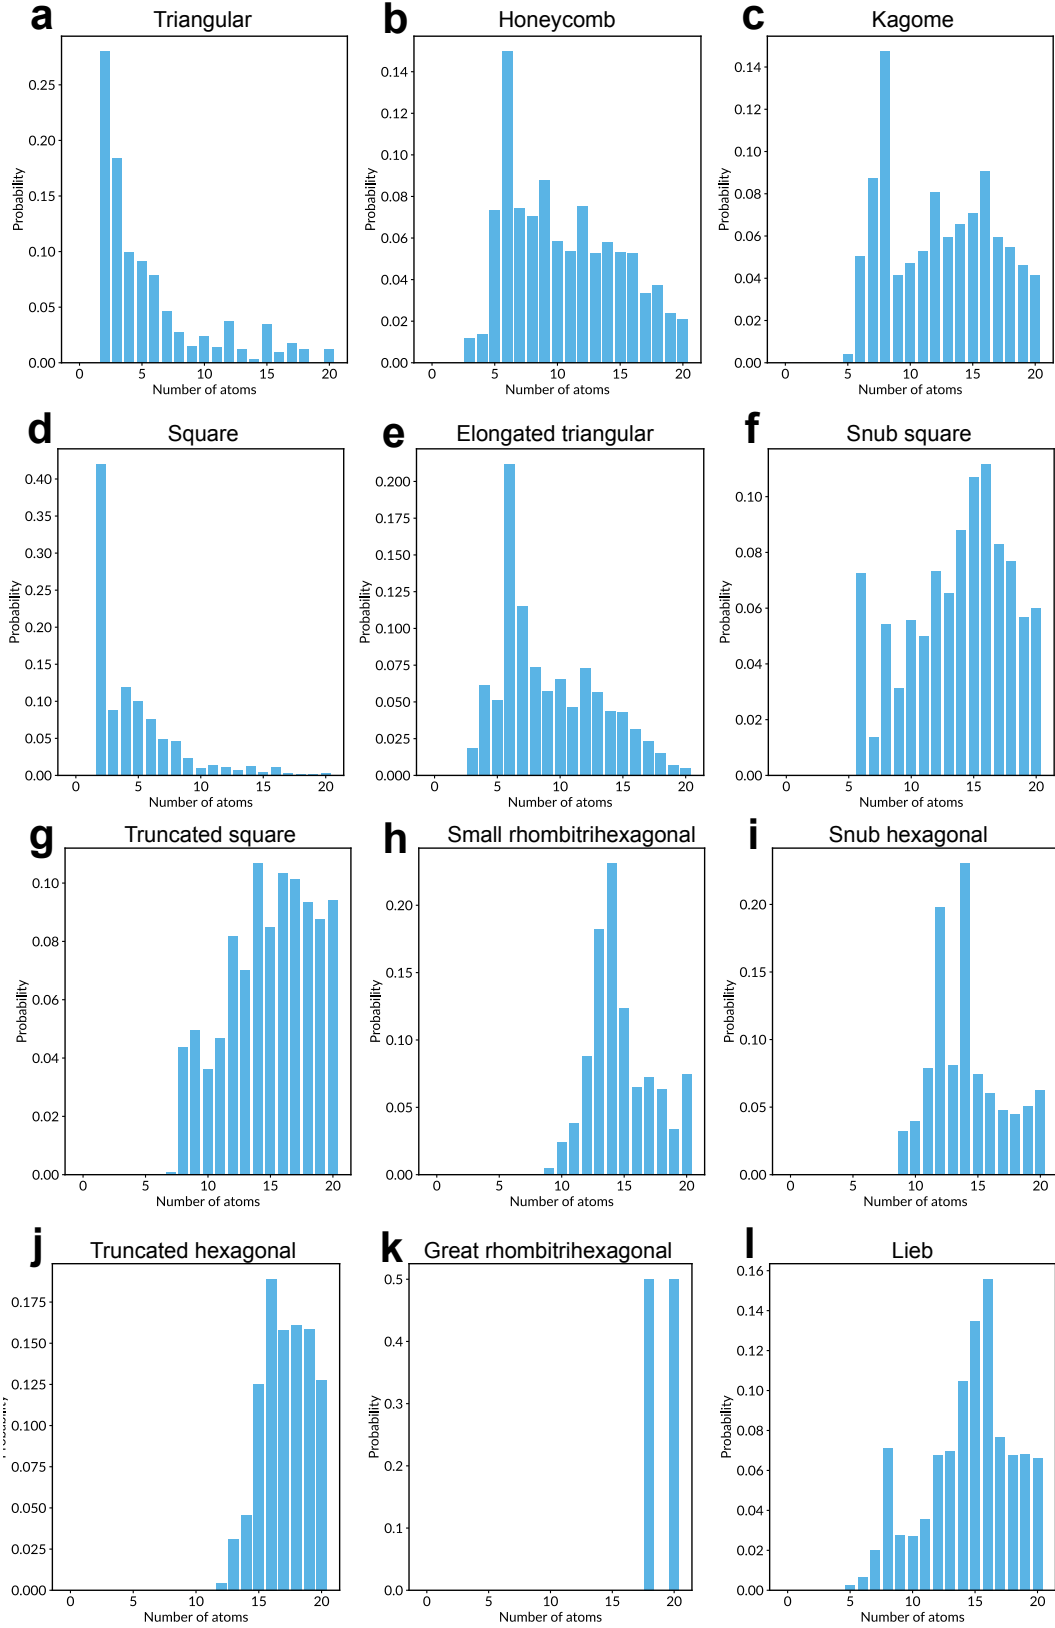 a Triangular
0.25
0.20
0.15
0.10
0.05
0.00
Probability
0 5 10 15 20
Number of atoms
b Honeycomb
0.14
0.12
0.10
0.08
0.06
0.04
0.02
0.00
Probability
0 5 10 15 20
Number of atoms
c Kagome
0.14
0.12
0.10
0.08
0.06
0.04
0.02
0.00
Probability
0 5 10 15 20
Number of atoms
d Square
0.40
0.35
0.30
0.25
0.20
0.15
0.10
0.05
0.00
Probability
0 5 10 15 20
Number of atoms
e Elongated triangular
0.200
0.175
0.150
0.125
0.100
0.075
0.050
0.025
0.000
Probability
0 5 10 15 20
Number of atoms
f Snub square
0.10
0.08
0.06
0.04
0.02
0.00
Probability
0 5 10 15 20
Number of atoms
g Truncated square
0.10
0.08
0.06
0.04
0.02
0.00
Probability
0 5 10 15 20
Number of atoms
h Small rhombitrihexagonal
0.20
0.15
0.10
0.05
0.00
Probability
0 5 10 15 20
Number of atoms
i Snub hexagonal
0.20
0.15
0.10
0.05
0.00
Probability
0 5 10 15 20
Number of atoms
j Truncated hexagonal
0.175
0.150
0.125
0.100
0.075
0.050
0.025
0.000
Probability
0 5 10 15 20
Number of atoms
k Great rhombitrihexagonal
0.5
0.4
0.3
0.2
0.1
0.0
Probability
0 5 10 15 20
Number of atoms
l Lieb
0.16
0.14
0.12
0.10
0.08
0.06
0.04
0.02
0.00
Probability
0 5 10 15 20
Number of atoms